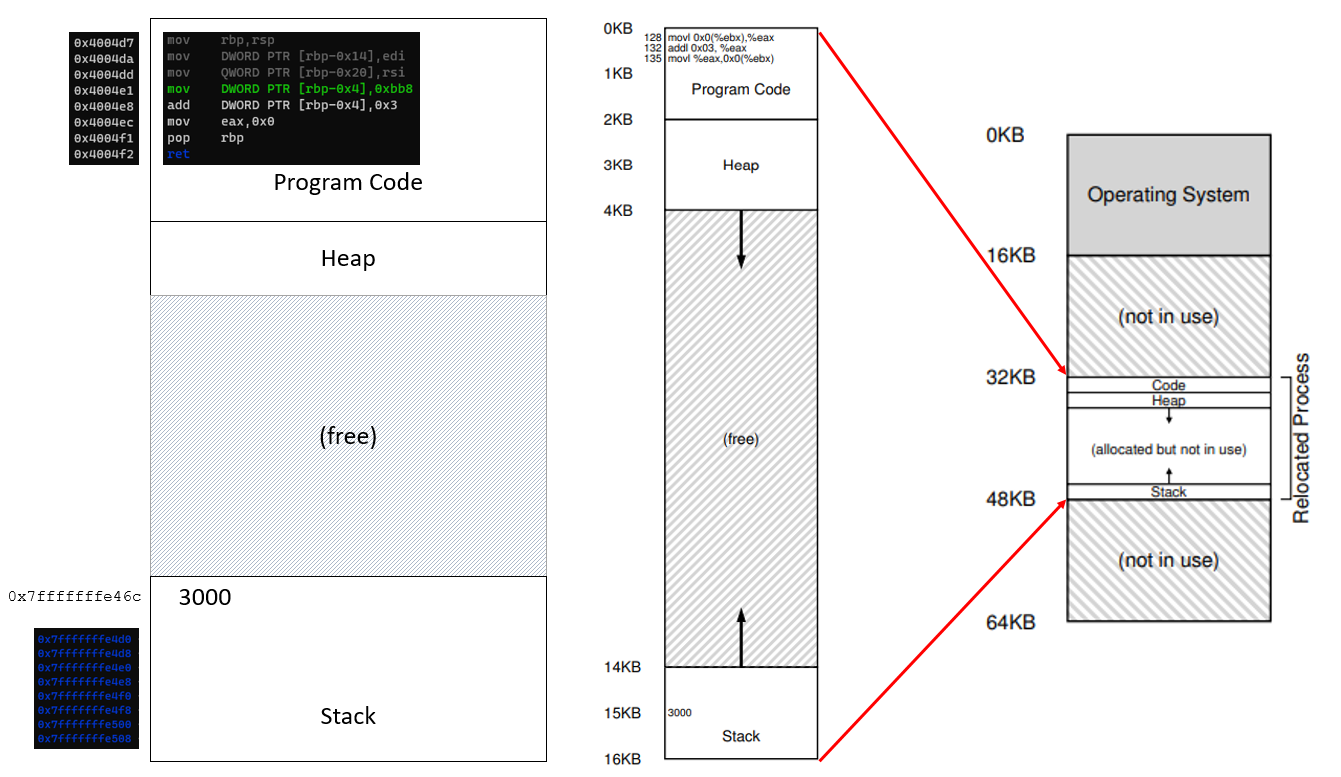 0x4004d7
0x4004da
0x4004dd
0x4004e1
0x4004e8
0x4004ec
0x4004f1
0x4004f2
mov rbp,rsp
mov DWORD PTR [rbp-0x14],edi
mov QWORD PTR [rbp-0x20],rsi
mov DWORD PTR [rbp-0x4],0xbb8
add DWORD PTR [rbp-0x4],0x3
mov eax,0x0
pop rbp
ret
Program Code
Heap
(free)
0x7fffffffe46c
3000
0x7fffffffe4d0
0x7fffffffe4d8
0x7fffffffe4e0
0x7fffffffe4e8
0x7fffffffe4f0
0x7fffffffe4f8
0x7fffffffe500
0x7fffffffe508
Stack
0KB
128 movl 0x0(%ebx),%eax
132 addl 0x03, %eax
135 movl %eax,0x0(%ebx)
1KB
Program Code
2KB
3KB
Heap
4KB
(free)
14KB
15KB
3000
Stack
16KB
0KB
Operating System
16KB
(not in use)
32KB
Code
Heap
(allocated but not in use)
Stack
48KB
(not in use)
64KB
Relocated Process